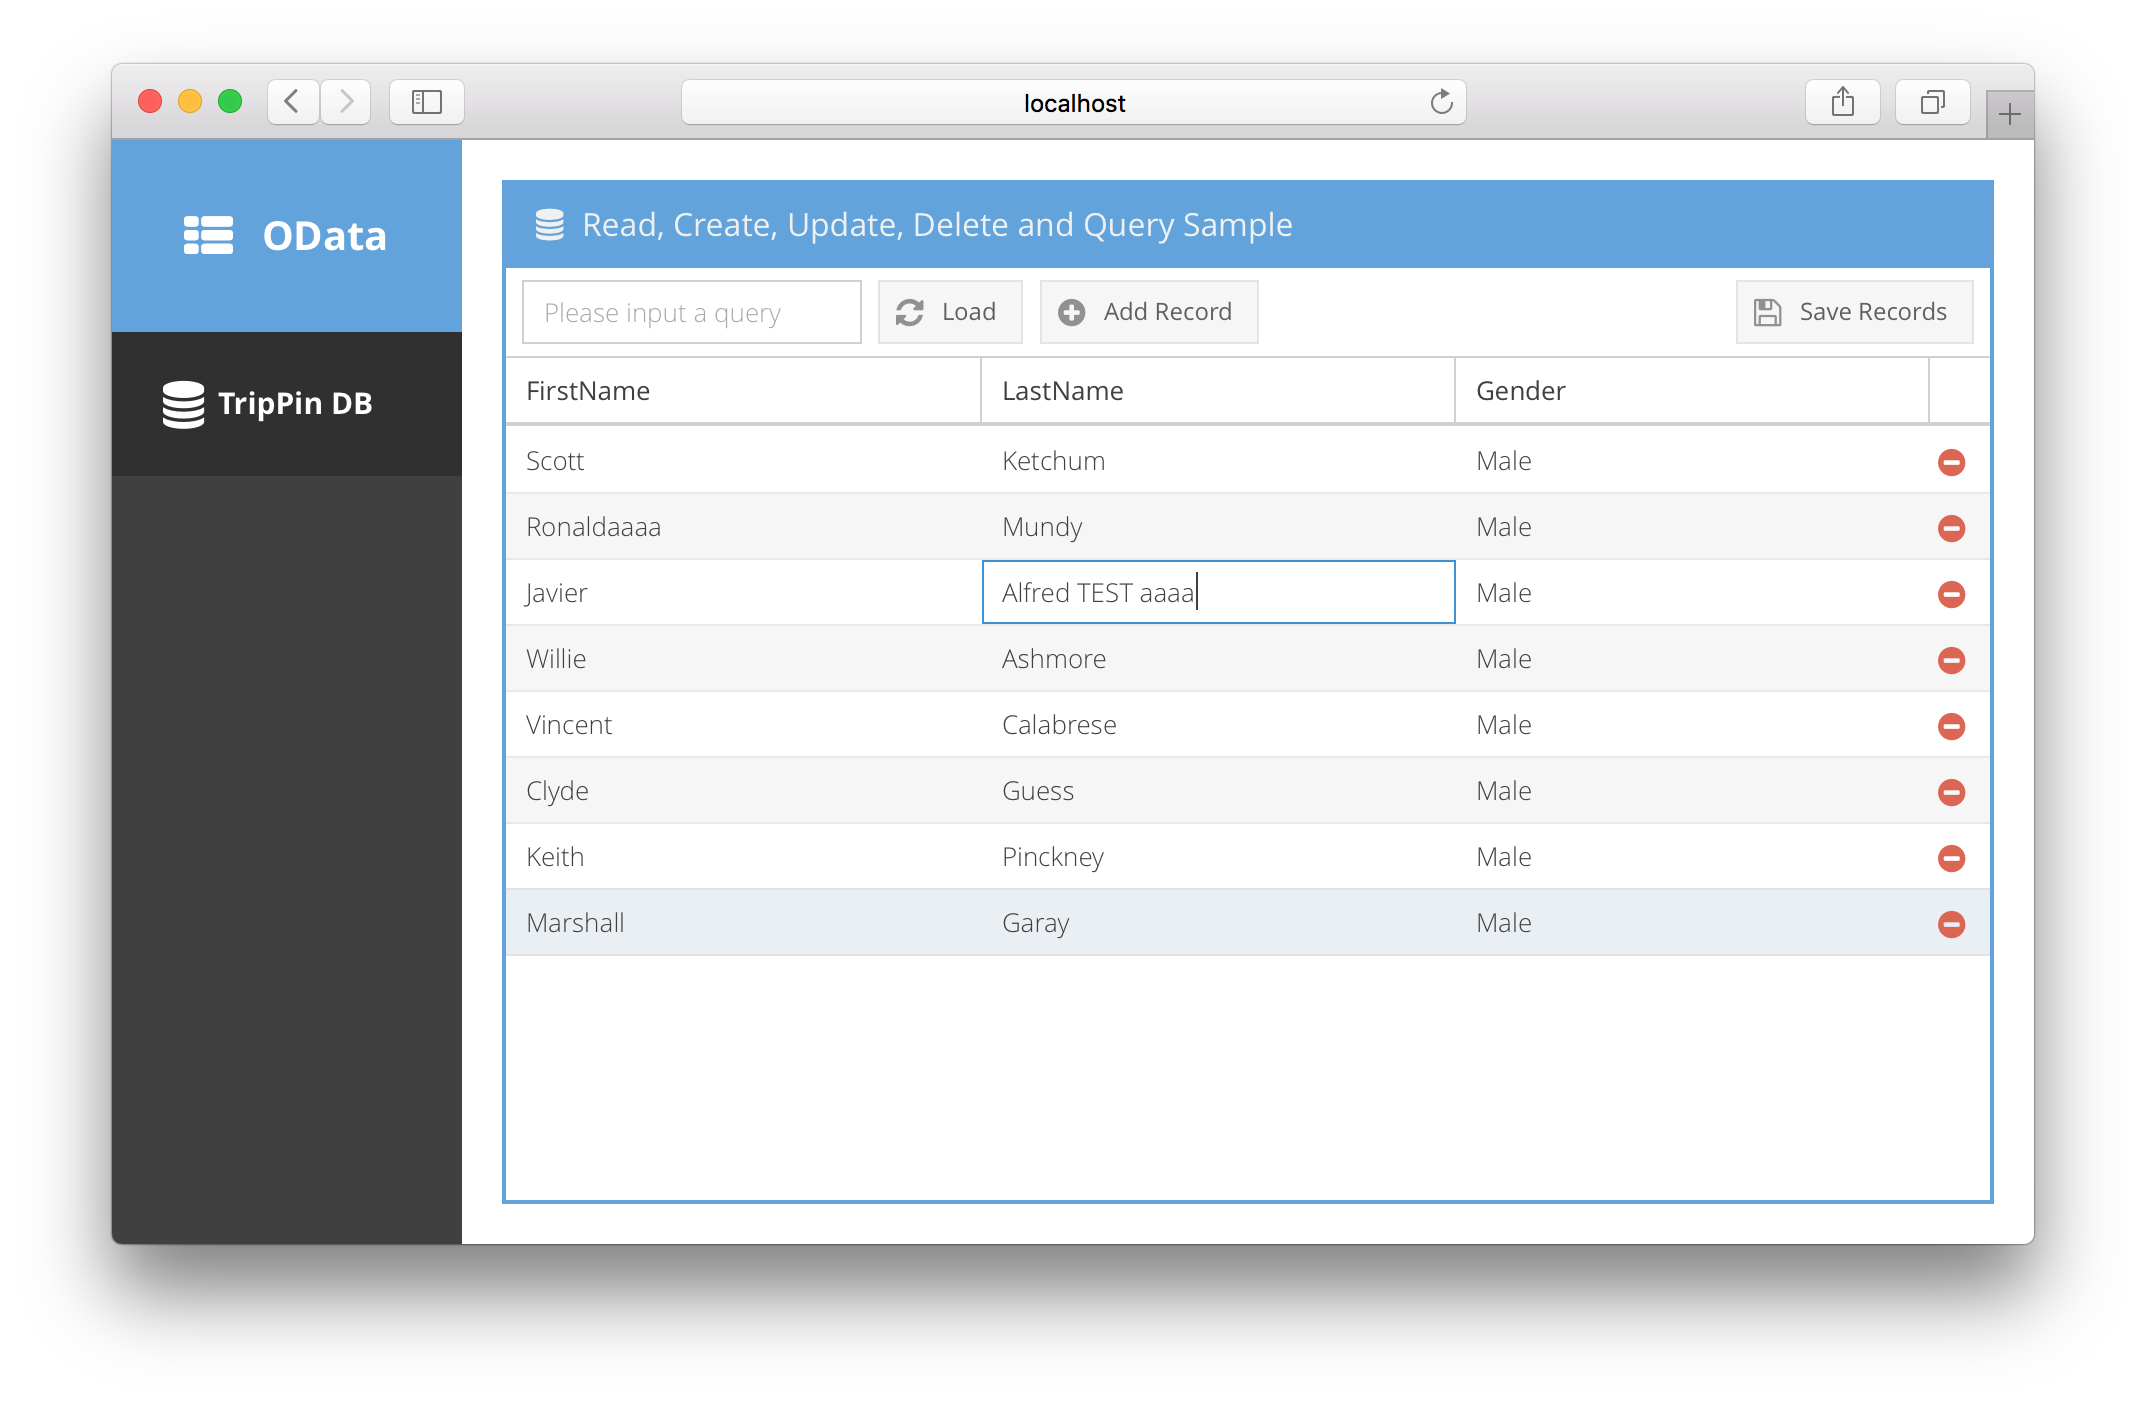 localhost
OData
TripPin DB
Read, Create, Update, Delete and Query Sample
Please input a query Load Add Record Save Records
FirstName LastName Gender
Scott Ketchum Male
Ronaldaaaa Mundy Male
Javier Alfred TEST aaaa Male
Willie Ashmore Male
Vincent Calabrese Male
Clyde Guess Male
Keith Pinckney Male
Marshall Garay Male